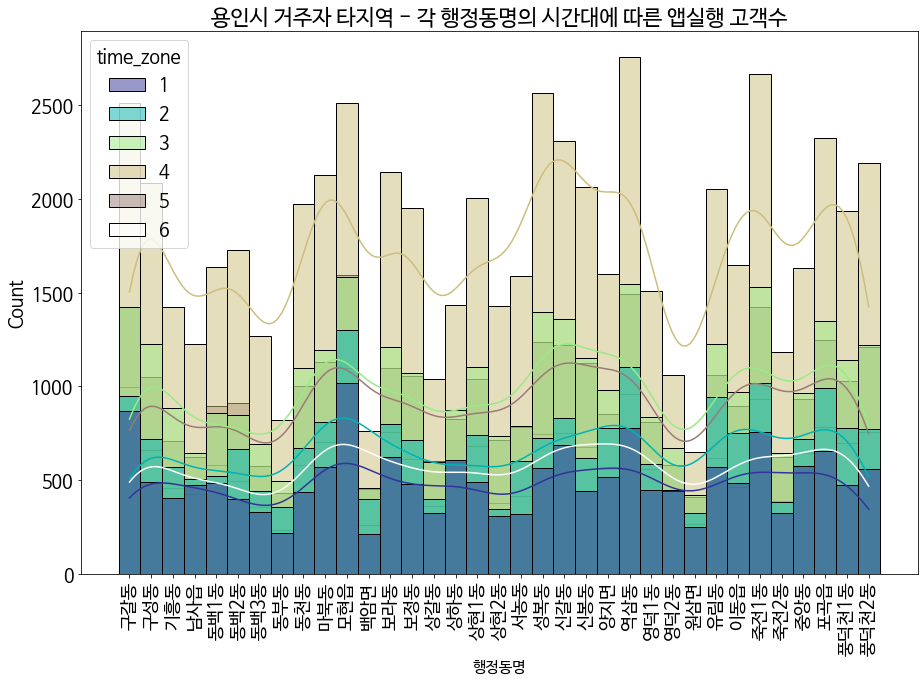 용인시 거주자 타지역 - 각 행정동명의 시간대에 따른 앱실행 고객수
time_zone
1
2
3
4
5
6
Count
2500
2000
1500
1000
500
0
구갈동
구성동
기흥동
남사읍
동백1동
동백2동
동백3동
동부동
동천동
마북동
모현읍
백암면
보라동
보정동
상갈동
상하동
상현1동
상현2동
서농동
성복동
신갈동
신봉동
양지면
역삼동
영덕1동
영덕2동
원삼면
유림동
이동읍
죽전1동
죽전2동
중앙동
포곡읍
풍덕천1동
풍덕천2동
행정동명